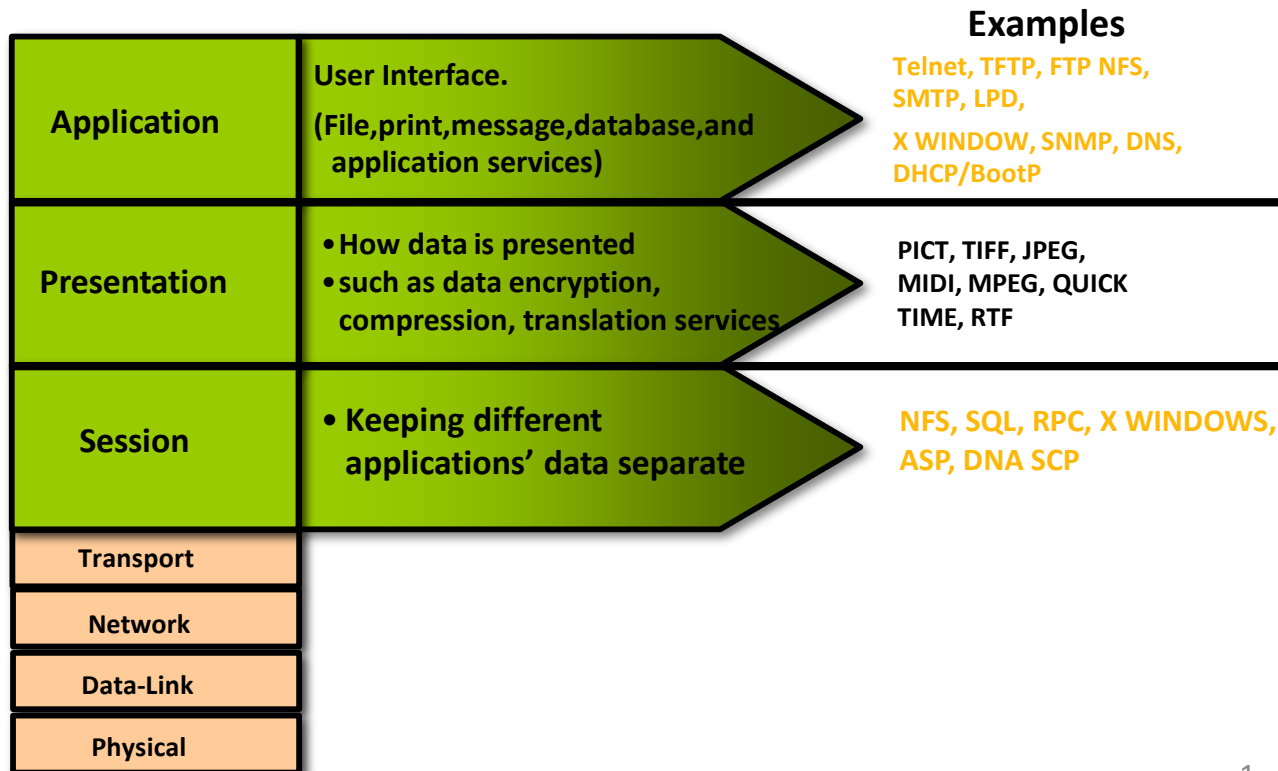 Examples
Application
User Interface.
(File,print,message,database,and
application services)
Telnet, TFTP, FTP NFS,
SMTP, LPD,
X WINDOW, SNMP, DNS,
DHCP/BootP
Presentation
•How data is presented
•such as data encryption,
compression, translation services
PICT, TIFF, JPEG,
MIDI, MPEG, QUICK
TIME, RTF
Session
• Keeping different
applications’ data separate
NFS, SQL, RPC, X WINDOWS,
ASP, DNA SCP
Transport
Network
Data-Link
Physical
1